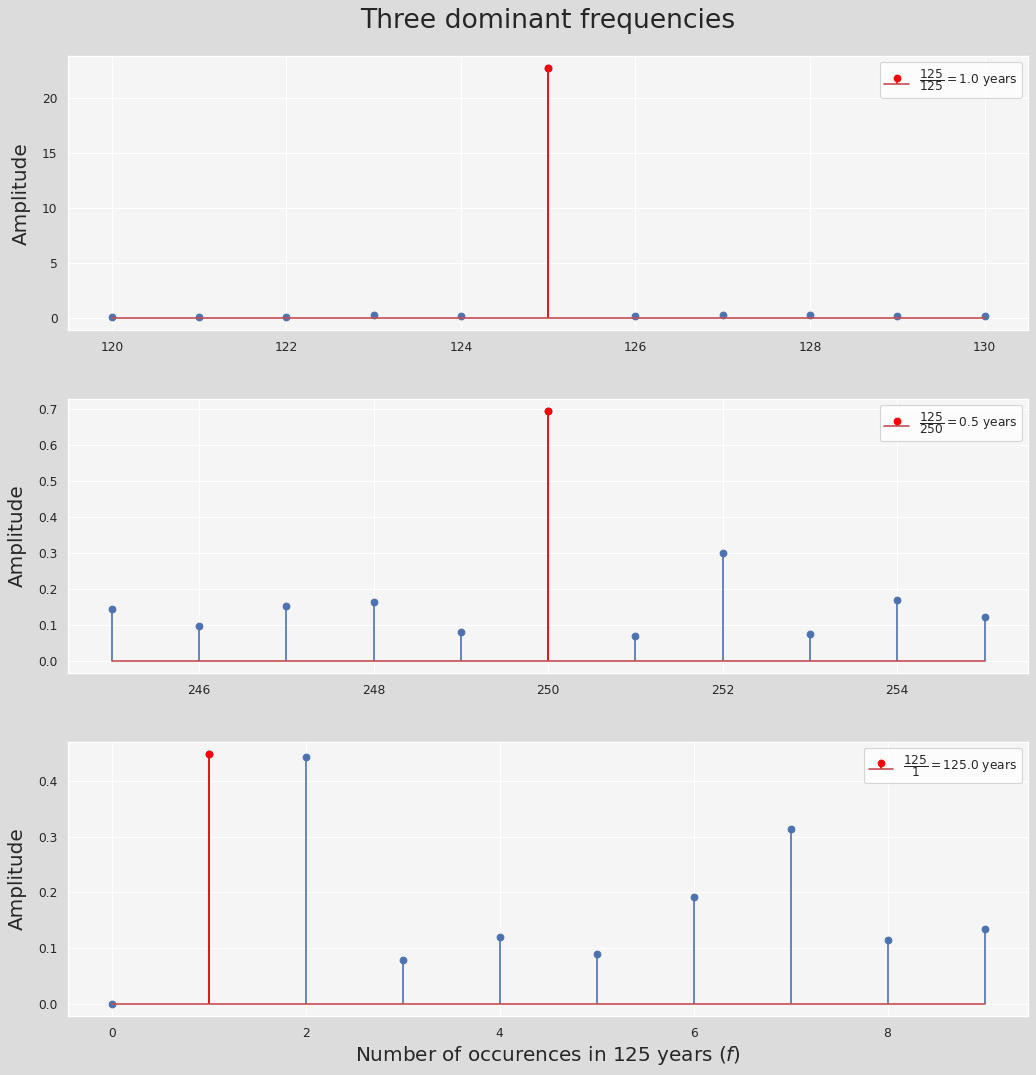 Three dominant frequencies
Amplitude
20
15
10
5
0
120 122 124 126 128 130
125/125 = 1.0 years
Amplitude
0.7
0.6
0.5
0.4
0.3
0.2
0.1
0.0
246 248 250 252 254
125/250 = 0.5 years
Amplitude
0.4
0.3
0.2
0.1
0.0
0 2 4 6 8
125/1 = 125.0 years
Number of occurences in 125 years (f)